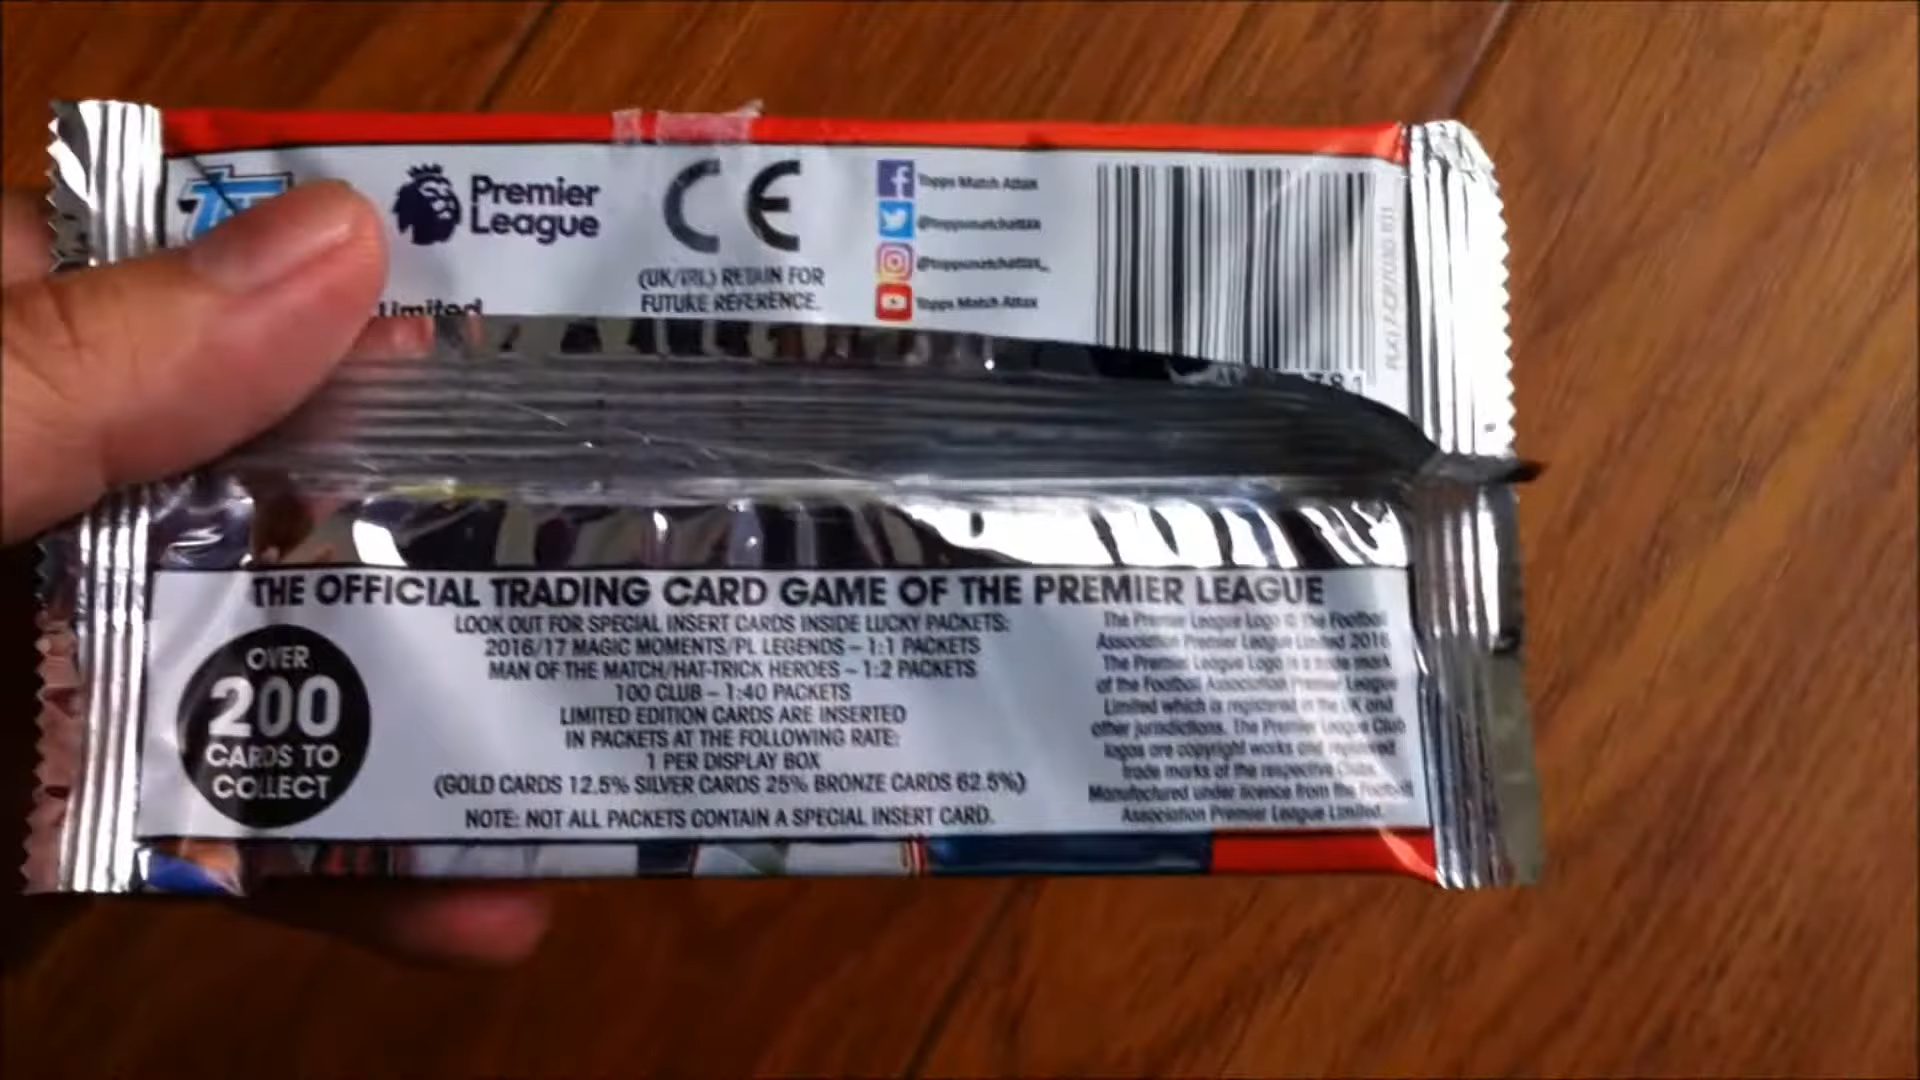 Premier
League
CE
(UK/IRL) RETAIN FOR
FUTURE REFERENCE.
Topps Match Attax
@toppsmatchattax
@toppsmatchattax_
Topps Match Attax
Limited
781
THE OFFICIAL TRADING CARD GAME OF THE PREMIER LEAGUE
OVER
200
CARDS TO
COLLECT
LOOK OUT FOR SPECIAL INSERT CARDS INSIDE LUCKY PACKETS:
2016/17 MAGIC MOMENTS/PL LEGENDS – 1:1 PACKETS
MAN OF THE MATCH/HAT-TRICK HEROES – 1:2 PACKETS
100 CLUB – 1:40 PACKETS
LIMITED EDITION CARDS ARE INSERTED
IN PACKETS AT THE FOLLOWING RATE:
1 PER DISPLAY BOX
(GOLD CARDS 12.5% SILVER CARDS 25% BRONZE CARDS 62.5%)
NOTE: NOT ALL PACKETS CONTAIN A SPECIAL INSERT CARD.
The Premier League Logo © the Football
Association Premier League Limited 2016
The Premier League Logo is a trade mark
of the Football Association Premier League
Limited which is registered in the UK and
other jurisdictions. The Premier League Club
logos are copyright works and registered
trade marks of the respective Clubs.
Manufactured under licence from the Football
Association Premier League Limited.